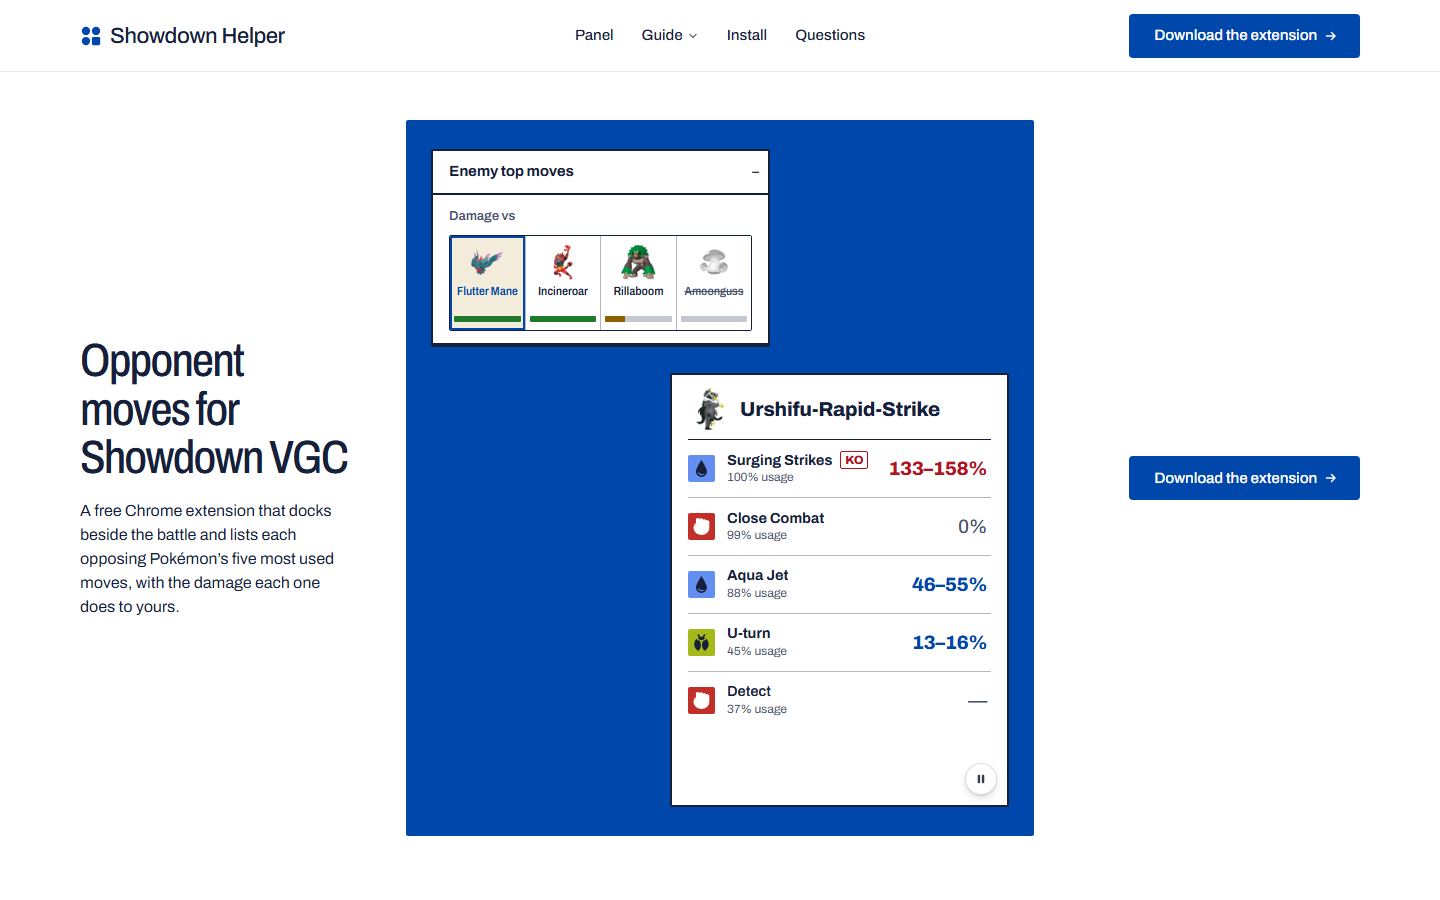 Showdown Helper
Panel
Guide
Install
Questions
Download the extension →
Opponent
moves for
Showdown VGC
A free Chrome extension that docks
beside the battle and lists each
opposing Pokémon’s five most used
moves, with the damage each one
does to yours.
Enemy top moves
–
Damage vs
Flutter Mane
Incineroar
Rillaboom
Amoonguss
Urshifu-Rapid-Strike
Surging Strikes KO 133–158%
100% usage
Close Combat 0%
99% usage
Aqua Jet 46–55%
88% usage
U-turn 13–16%
45% usage
Detect —
37% usage
Download the extension →